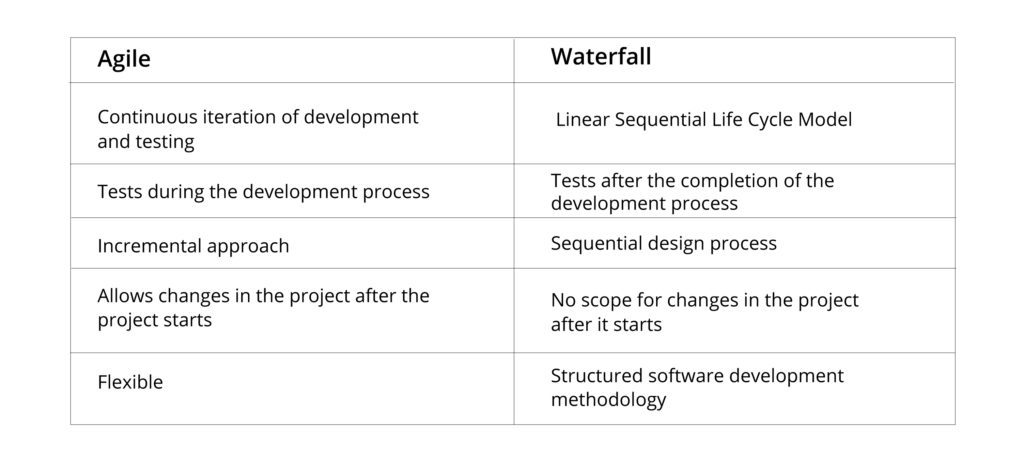 Agile
Waterfall
Continuous iteration of development
and testing
Linear Sequential Life Cycle Model
Tests during the development process
Tests after the completion of the
development process
Incremental approach
Sequential design process
Allows changes in the project after the
project starts
No scope for changes in the project
after it starts
Flexible
Structured software development
methodology